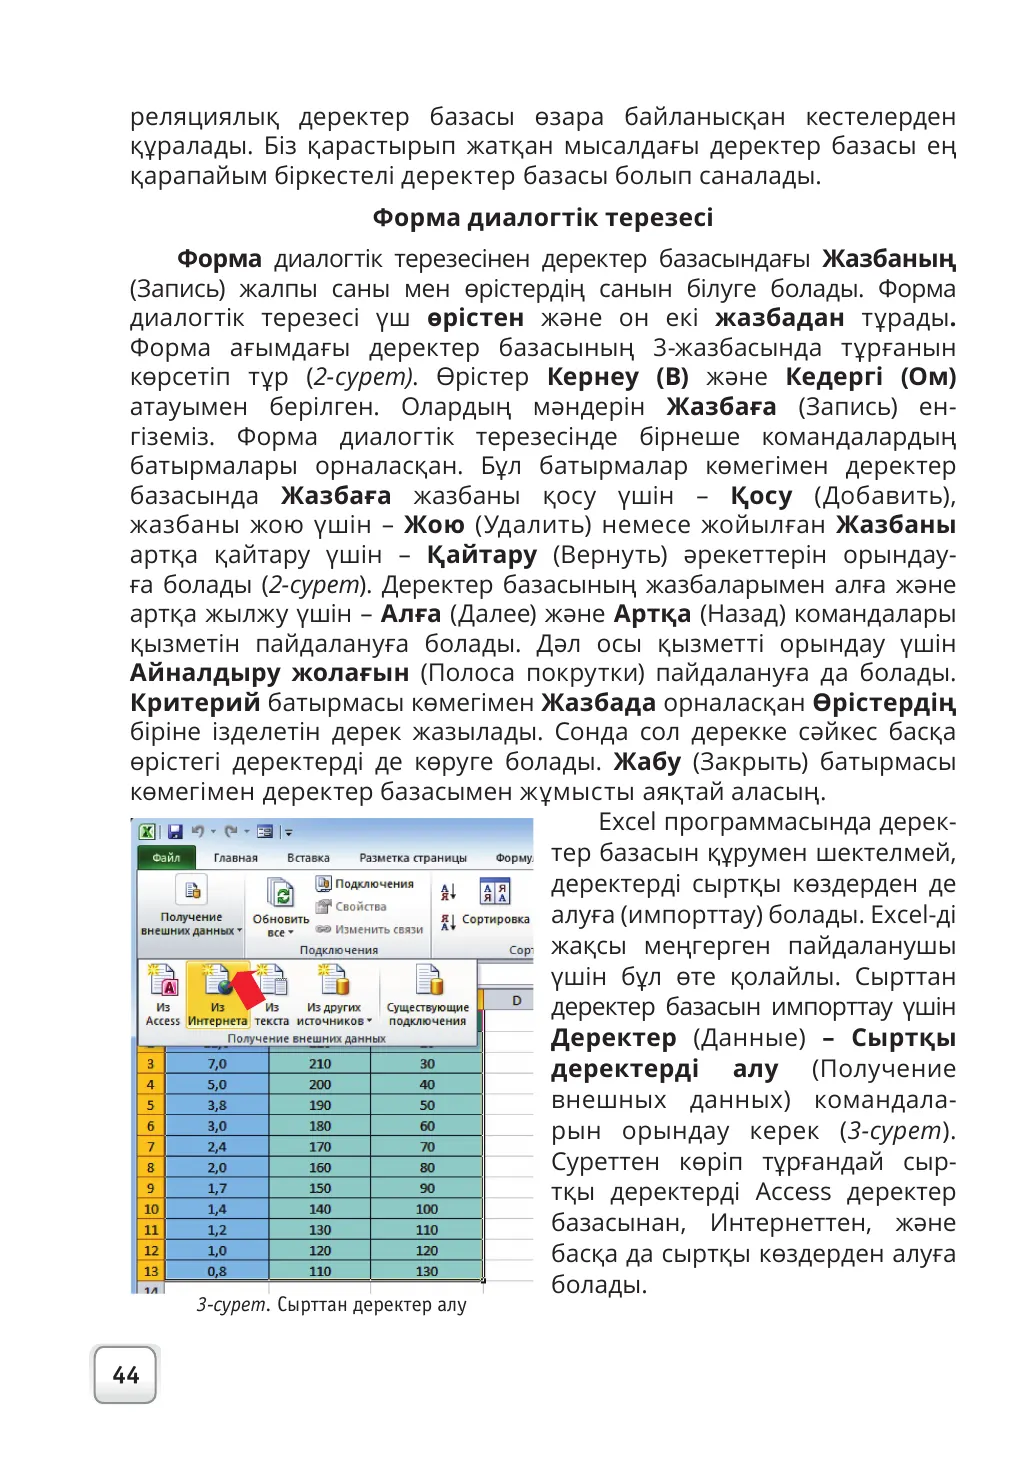 реляциялық деректер базасы өзара байланысқан кестелерден
құралады. Біз қарастырып жатқан мысалдағы деректер базасы ең
қарапайым біркестелі деректер базасы болып саналады.
Форма диалогтік терезесі
Форма диалогтік терезесінен деректер базасындағы Жазбаның
(Запись) жалпы саны мен өрістердің санын білуге болады. Форма
диалогтік терезесі үш өрістен және он екі жазбадан тұрады.
Форма ағымдағы деректер базасының 3-жазбасында тұрғанын
көрсетіп тұр (2-сурет). Өрістер Кернеу (В) және Кедергі (Ом)
атауымен берілген. Олардың мәндерін Жазбаға (Запись) ен-
гіземіз. Форма диалогтік терезесінде бірнеше командалардың
батырмалары орналасқан. Бұл батырмалар көмегімен деректер
базасында Жазбаға жазбаны қосу үшін – Қосу (Добавить),
жазбаны жою үшін – Жою (Удалить) немесе жойылған Жазбаны
артқа қайтару үшін – Қайтару (Вернуть) әрекеттерін орындау-
ға болады (2-сурет). Деректер базасының жазбаларымен алға және
артқа жылжу үшін – Алға (Далее) және Артқа (Назад) командалары
қызметін пайдалануға болады. Дәл осы қызметті орындау үшін
Айналдыру жолағын (Полоса покрутки) пайдалануға да болады.
Критерий батырмасы көмегімен Жазбада орналасқан Өрістердің
біріне ізделетін дерек жазылады. Сонда сол дерекке сәйкес басқа
өрістегі деректерді де көруге болады. Жабу (Закрыть) батырмасы
көмегімен деректер базасымен жұмысты аяқтай аласың.
Excel программасында дерек-
тер базасын құрумен шектелмей,
деректерді сыртқы көздерден де
алуға (импорттау) болады. Excel-ді
жақсы меңгерген пайдаланушы
үшін бұл өте қолайлы. Сырттан
деректер базасын импорттау үшін
Деректер (Данные) – Сыртқы
деректерді алу (Получение
внешных данных) командала-
рын орындау керек (3-сурет).
Суреттен көріп тұрғандай сыр-
тқы деректерді Access деректер
базасынан, Интернеттен, және
басқа да сыртқы көздерден алуға
болады.
Файл Главная Вставка Разметка страницы Форму
Получение
внешних данных
Обновить
все
Подключения
Свойства
Изменить связи
Подключения
Сортировка
Сорт
Из
Access
Из
Интернета
Из
текста
Из других
источников
Существующие
подключения
Получение внешних данных
D
3 7,0 210 30
4 5,0 200 40
5 3,8 190 50
6 3,0 180 60
7 2,4 170 70
8 2,0 160 80
9 1,7 150 90
10 1,4 140 100
11 1,2 130 110
12 1,0 120 120
13 0,8 110 130
14
3-сурет. Сырттан деректер алу
44